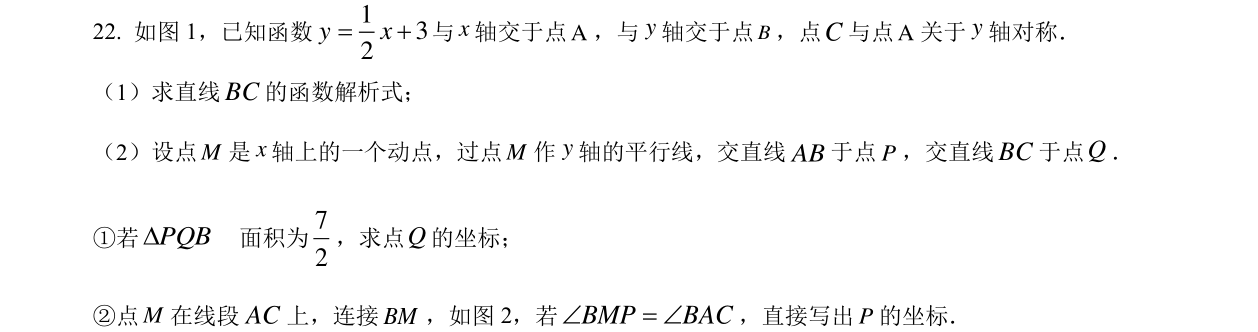 22. 如图 1，已知函数 y = \frac{1}{2}x + 3 与 x 轴交于点 A ，与 y 轴交于点 B ，点 C 与点 A 关于 y 轴对称．
（1）求直线 BC 的函数解析式；
（2）设点 M 是 x 轴上的一个动点，过点 M 作 y 轴的平行线，交直线 AB 于点 P ，交直线 BC 于点 Q ．
①若 ΔPQB 面积为 \frac{7}{2} ，求点 Q 的坐标；
②点 M 在线段 AC 上，连接 BM ，如图 2，若 ∠BMP = ∠BAC ，直接写出 P 的坐标．